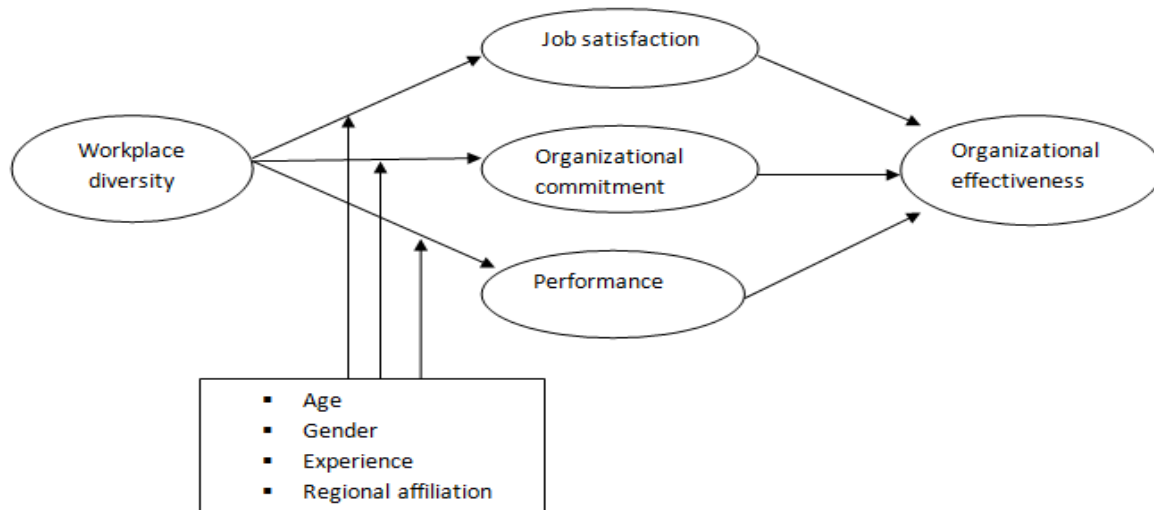 Job satisfaction
Workplace
diversity
Organizational
commitment
Organizational
effectiveness
Performance
▪ Age
▪ Gender
▪ Experience
▪ Regional affiliation